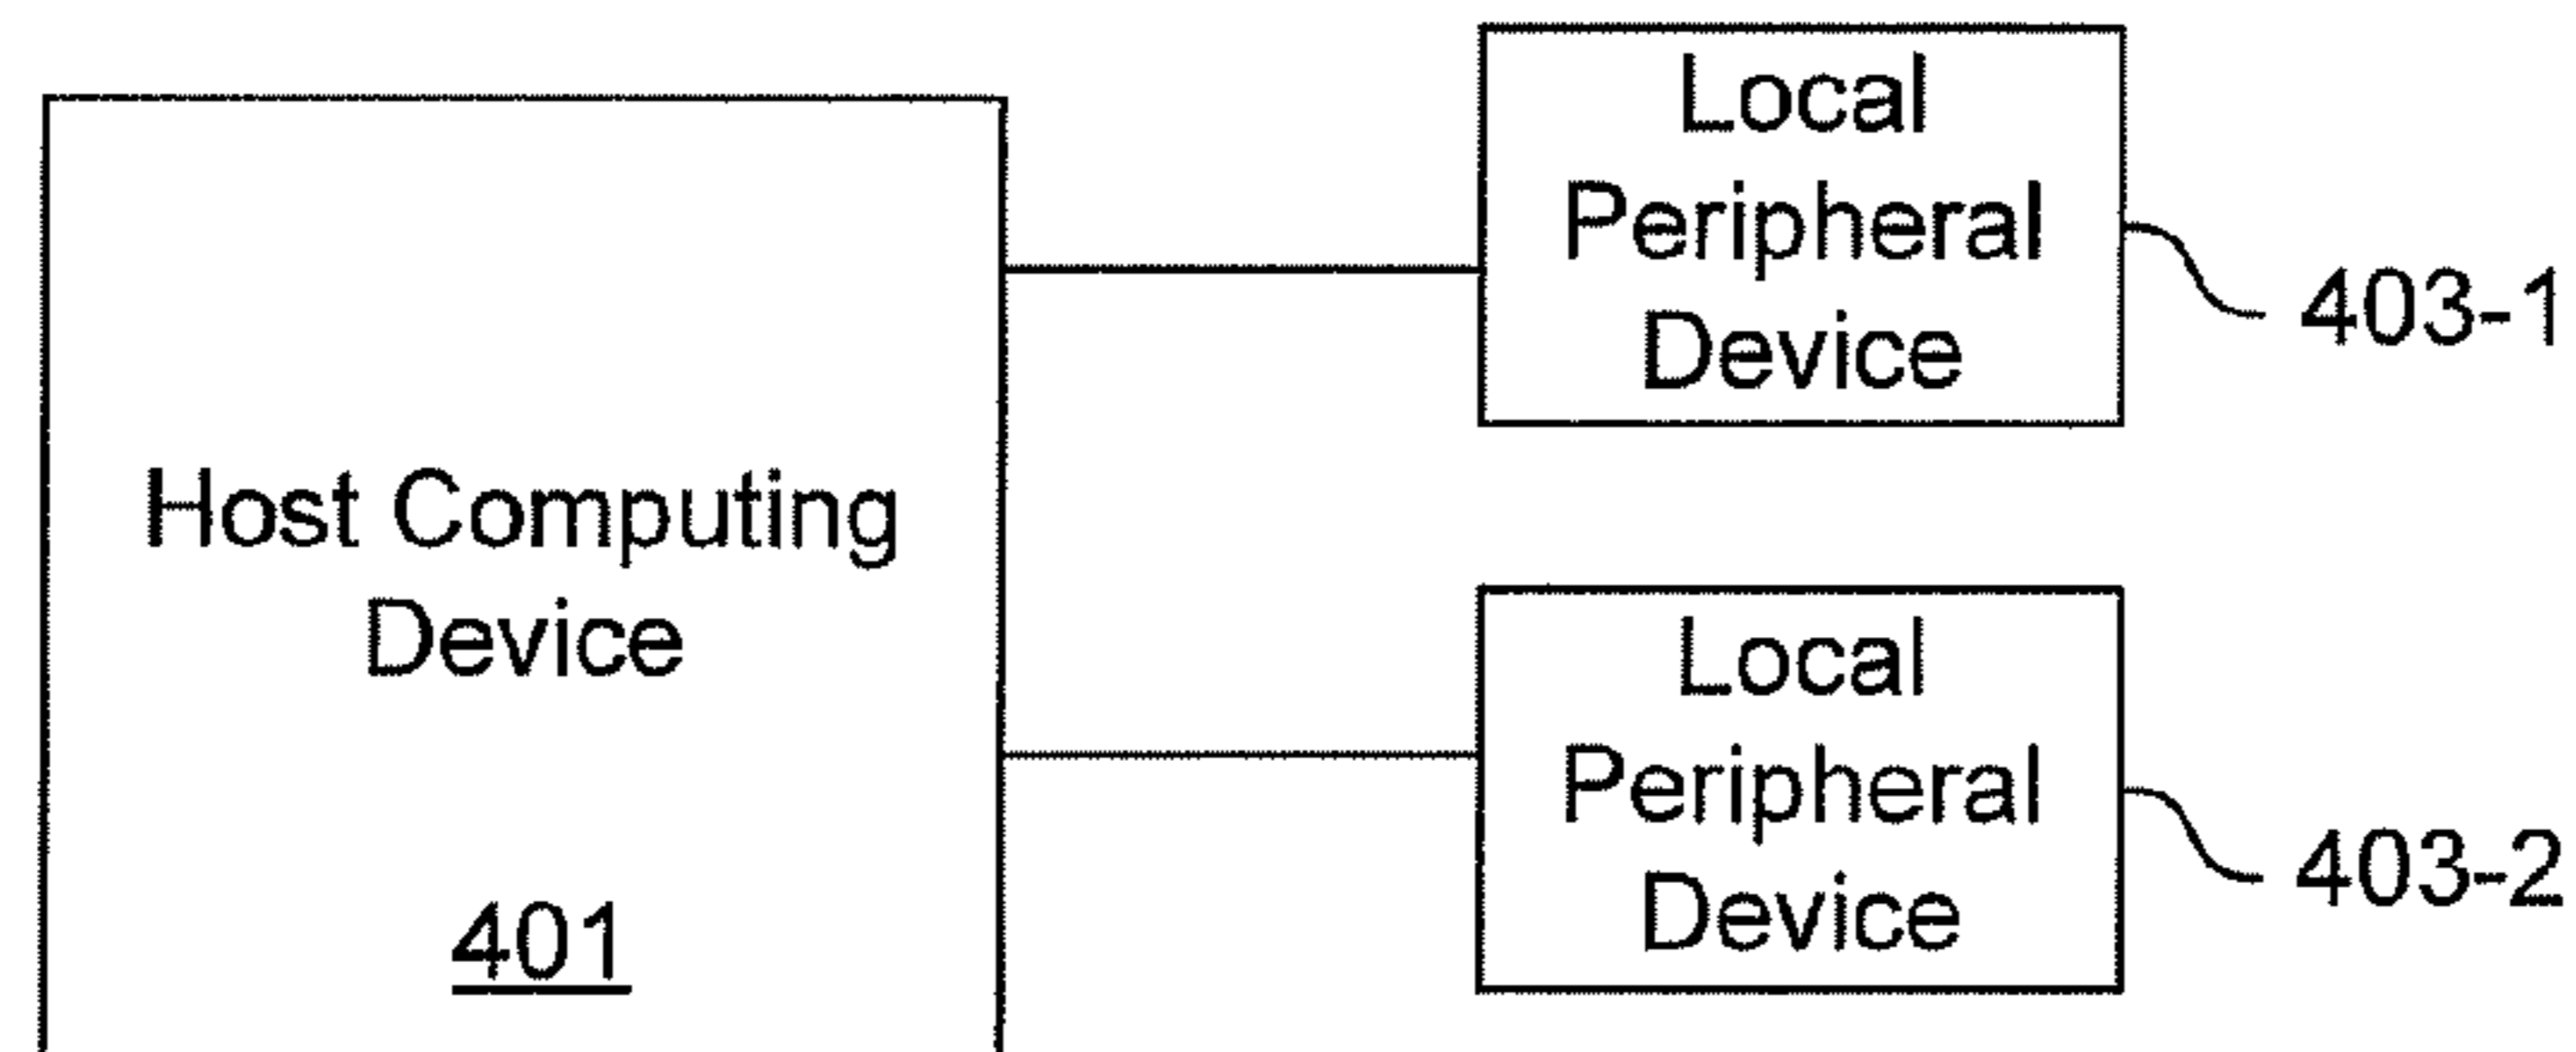 Host Computing
Device
401
Local
Peripheral
Device
403-1
Local
Peripheral
Device
403-2